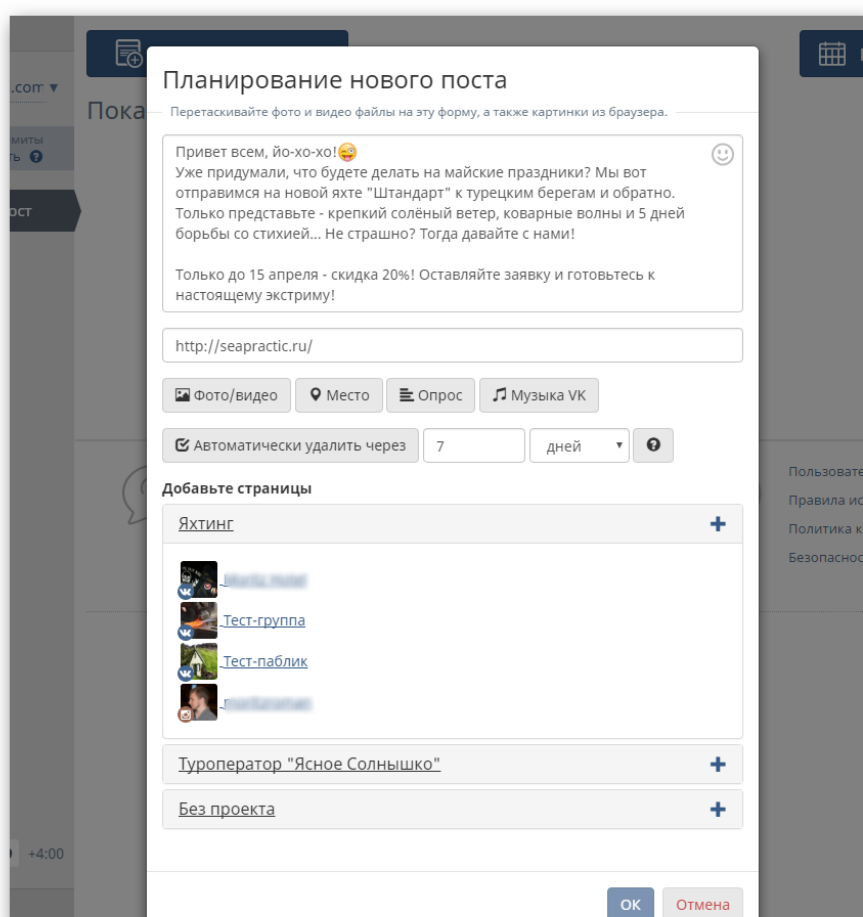 .com
Пока
миты
ь
ост
Планирование нового поста
Перетаскивайте фото и видео файлы на эту форму, а также картинки из браузера.
Привет всем, йо-хо-хо!😜
Уже придумали, что будете делать на майские праздники? Мы вот
отправимся на новой яхте "Штандарт" к турецким берегам и обратно.
Только представьте - крепкий солёный ветер, коварные волны и 5 дней
борьбы со стихией... Не страшно? Тогда давайте с нами!
Только до 15 апреля - скидка 20%! Оставляйте заявку и готовьтесь к
настоящему экстриму!
http://seapractic.ru/
Фото/видео Место Опрос Музыка VK
Автоматически удалить через 7 дней
Добавьте страницы
Яхтинг
Тест-группа
Тест-паблик
Туроператор "Ясное Солнышко"
Без проекта
Пользовате
Правила ис
Политика к
Безопаснос
+4:00
ОК Отмена